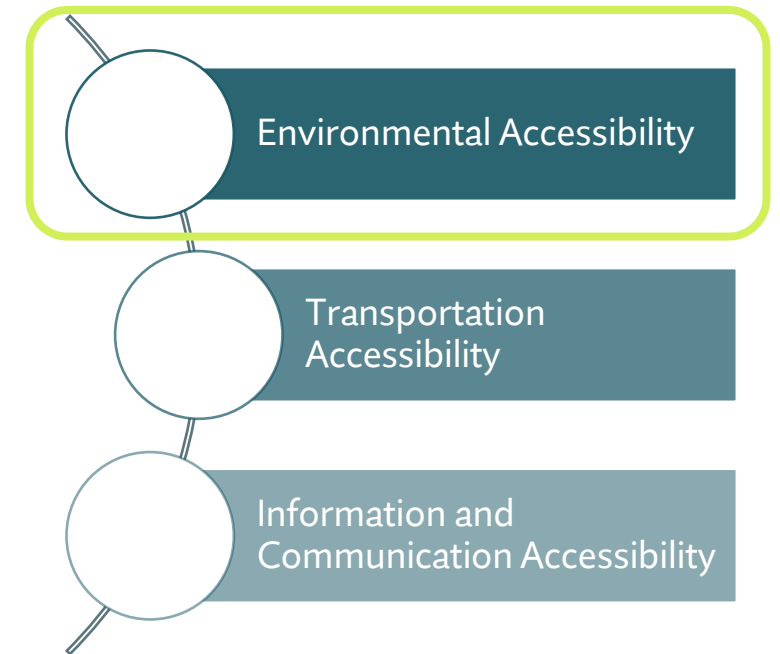 Environmental Accessibility
Transportation
Accessibility
Information and
Communication Accessibility